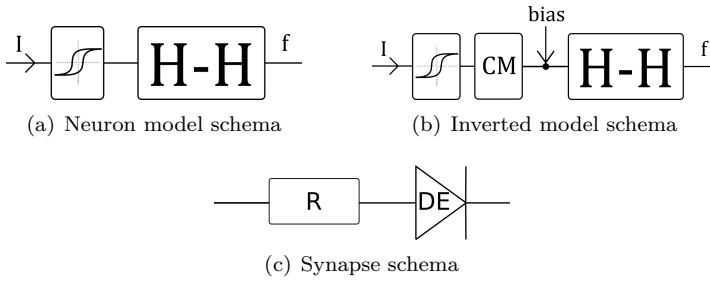 I
H-H
f
(a) Neuron model schema
I
CM
bias
H-H
f
(b) Inverted model schema
R
DE
(c) Synapse schema